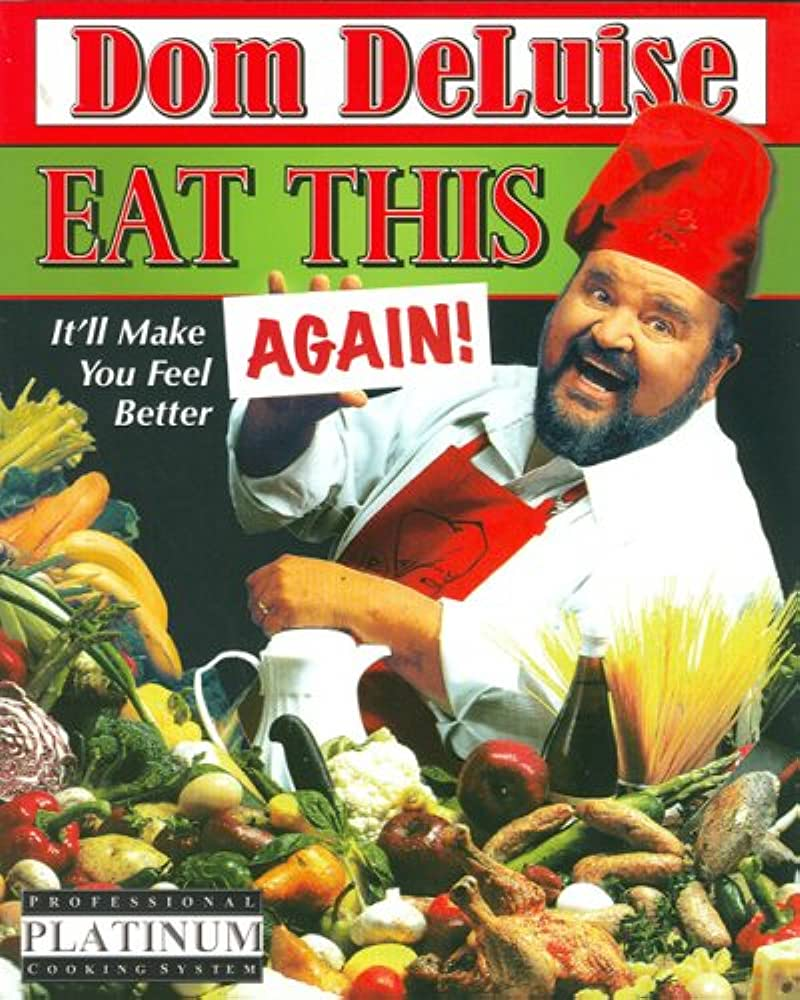 Dom DeLuise
EAT THIS
AGAIN!
It'll Make
You Feel
Better
PROFESSIONAL
PLATINUM
COOKING SYSTEM